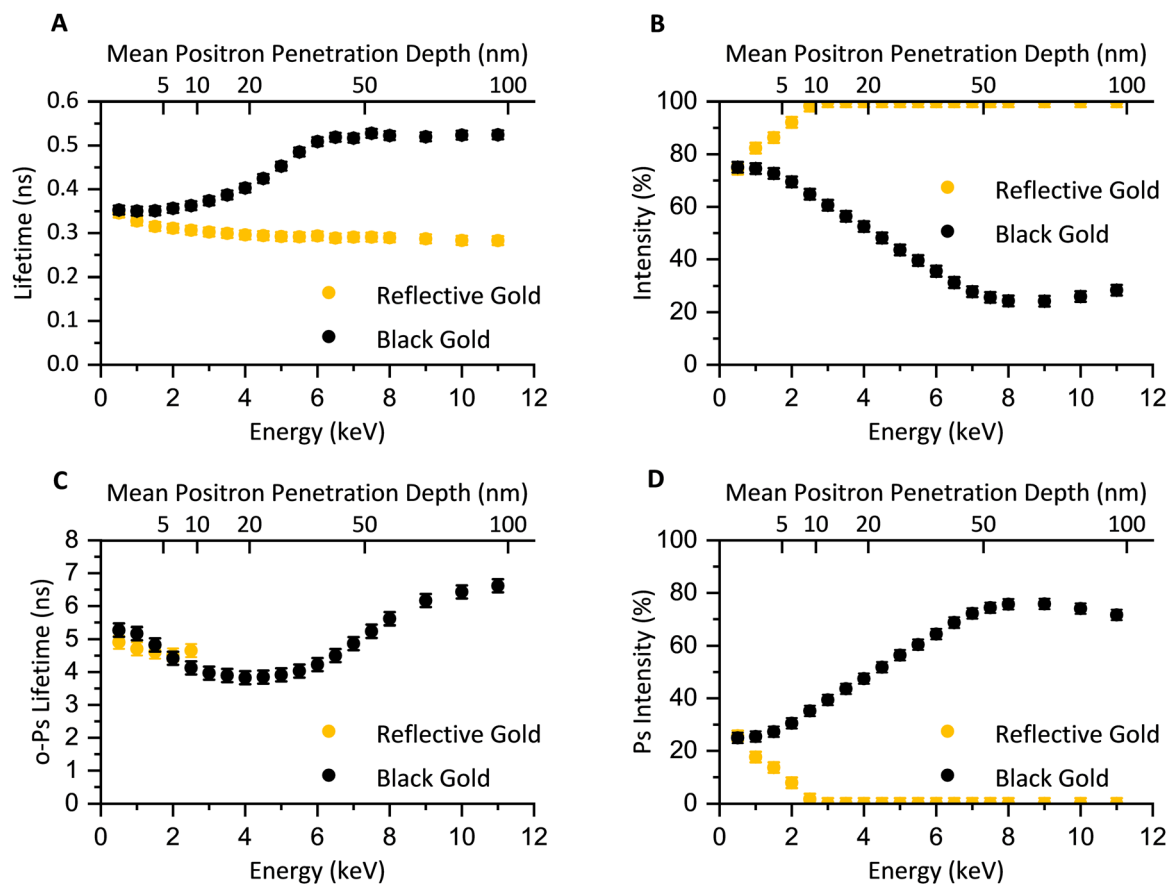 A
Mean Positron Penetration Depth (nm)
5 10 20 50 100
0.6
0.5
0.4
0.3
0.2
0.1
0.0
Lifetime (ns)
Reflective Gold
Black Gold
0 2 4 6 8 10 12
Energy (keV)
B
Mean Positron Penetration Depth (nm)
5 10 20 50 100
100
80
60
40
20
0
Intensity (%)
Reflective Gold
Black Gold
0 2 4 6 8 10 12
Energy (keV)
C
Mean Positron Penetration Depth (nm)
5 10 20 50 100
8
7
6
5
4
3
2
1
0
o-Ps Lifetime (ns)
Reflective Gold
Black Gold
0 2 4 6 8 10 12
Energy (keV)
D
Mean Positron Penetration Depth (nm)
5 10 20 50 100
100
80
60
40
20
0
Ps Intensity (%)
Reflective Gold
Black Gold
0 2 4 6 8 10 12
Energy (keV)